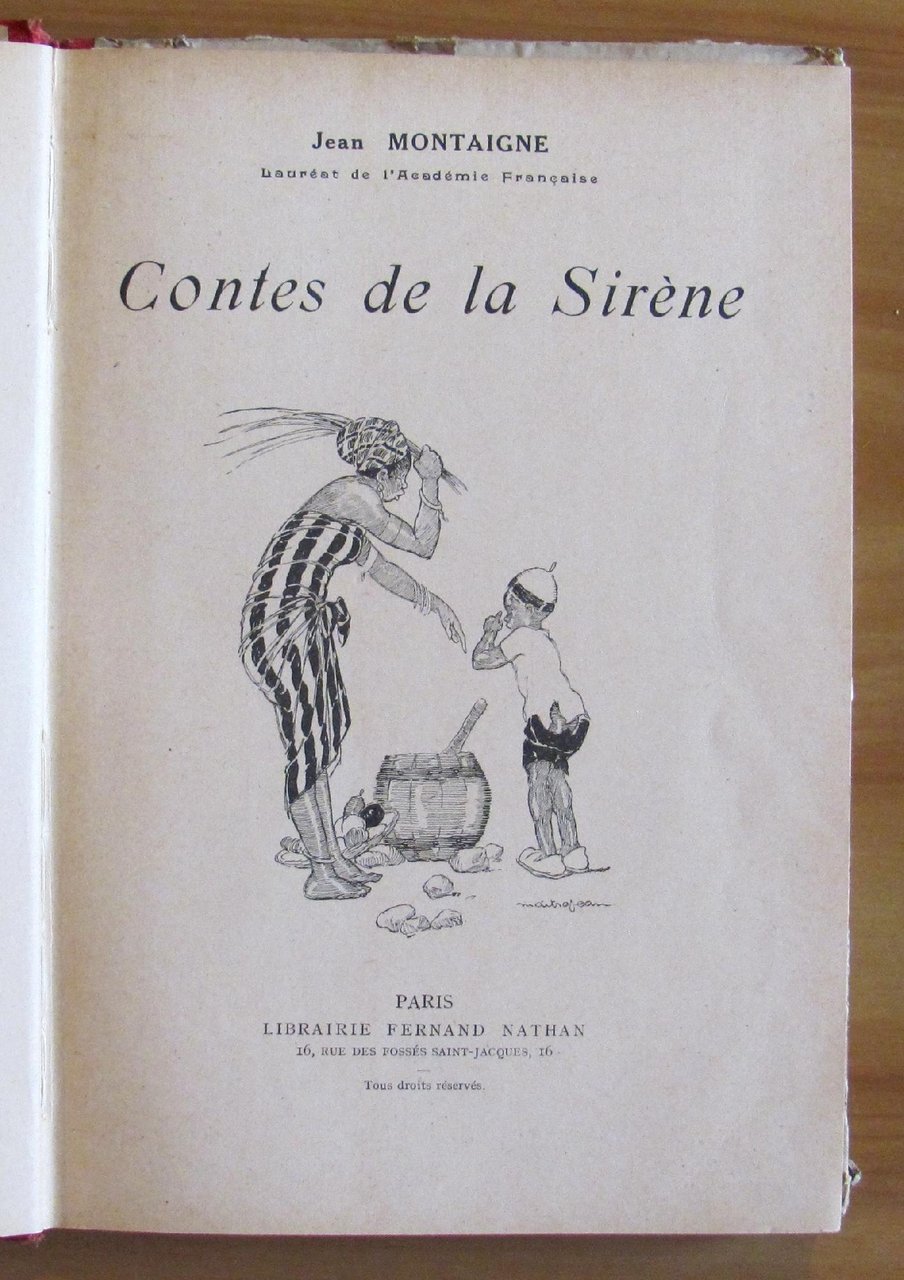 Jean MONTAIGNE
Lauréat de l'Académie Française
Contes de la Sirène
maitrejean
PARIS
LIBRAIRIE FERNAND NATHAN
16, RUE DES FOSSÉS SAINT-JACQUES, 16
Tous droits réservés.